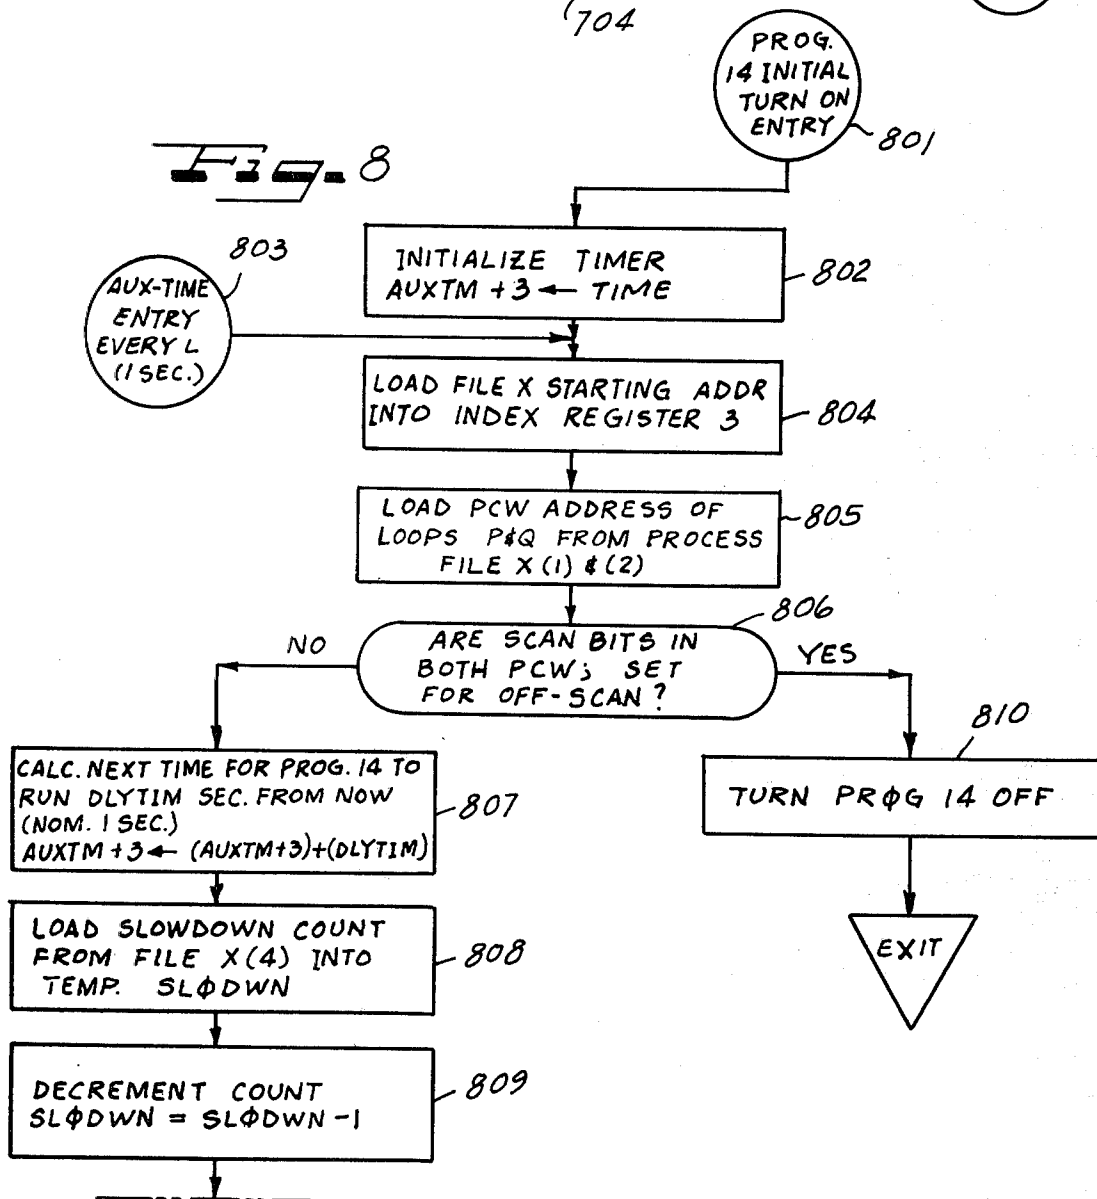 704
PROG.
14 INITIAL
TURN ON
ENTRY
801
Fig. 8
INITIALIZE TIMER
AUXTM +3 ← TIME
802
803
AUX-TIME
ENTRY
EVERY L
(1 SEC.)
LOAD FILE X STARTING ADDR
INTO INDEX REGISTER 3
804
LOAD PCW ADDRESS OF
LOOPS P&Q FROM PROCESS
FILE X (1) & (2)
805
806
ARE SCAN BITS IN
BOTH PCW; SET
FOR OFF-SCAN?
NO
YES
CALC. NEXT TIME FOR PROG. 14 TO
RUN DLYTIM SEC. FROM NOW
(NOM. 1 SEC.)
AUXTM +3 ← (AUXTM+3)+(DLYTIM)
807
810
TURN PRØG 14 OFF
LOAD SLOWDOWN COUNT
FROM FILE X(4) INTO
TEMP. SLØDWN
808
EXIT
DECREMENT COUNT
SLØDWN = SLØDWN -1
809